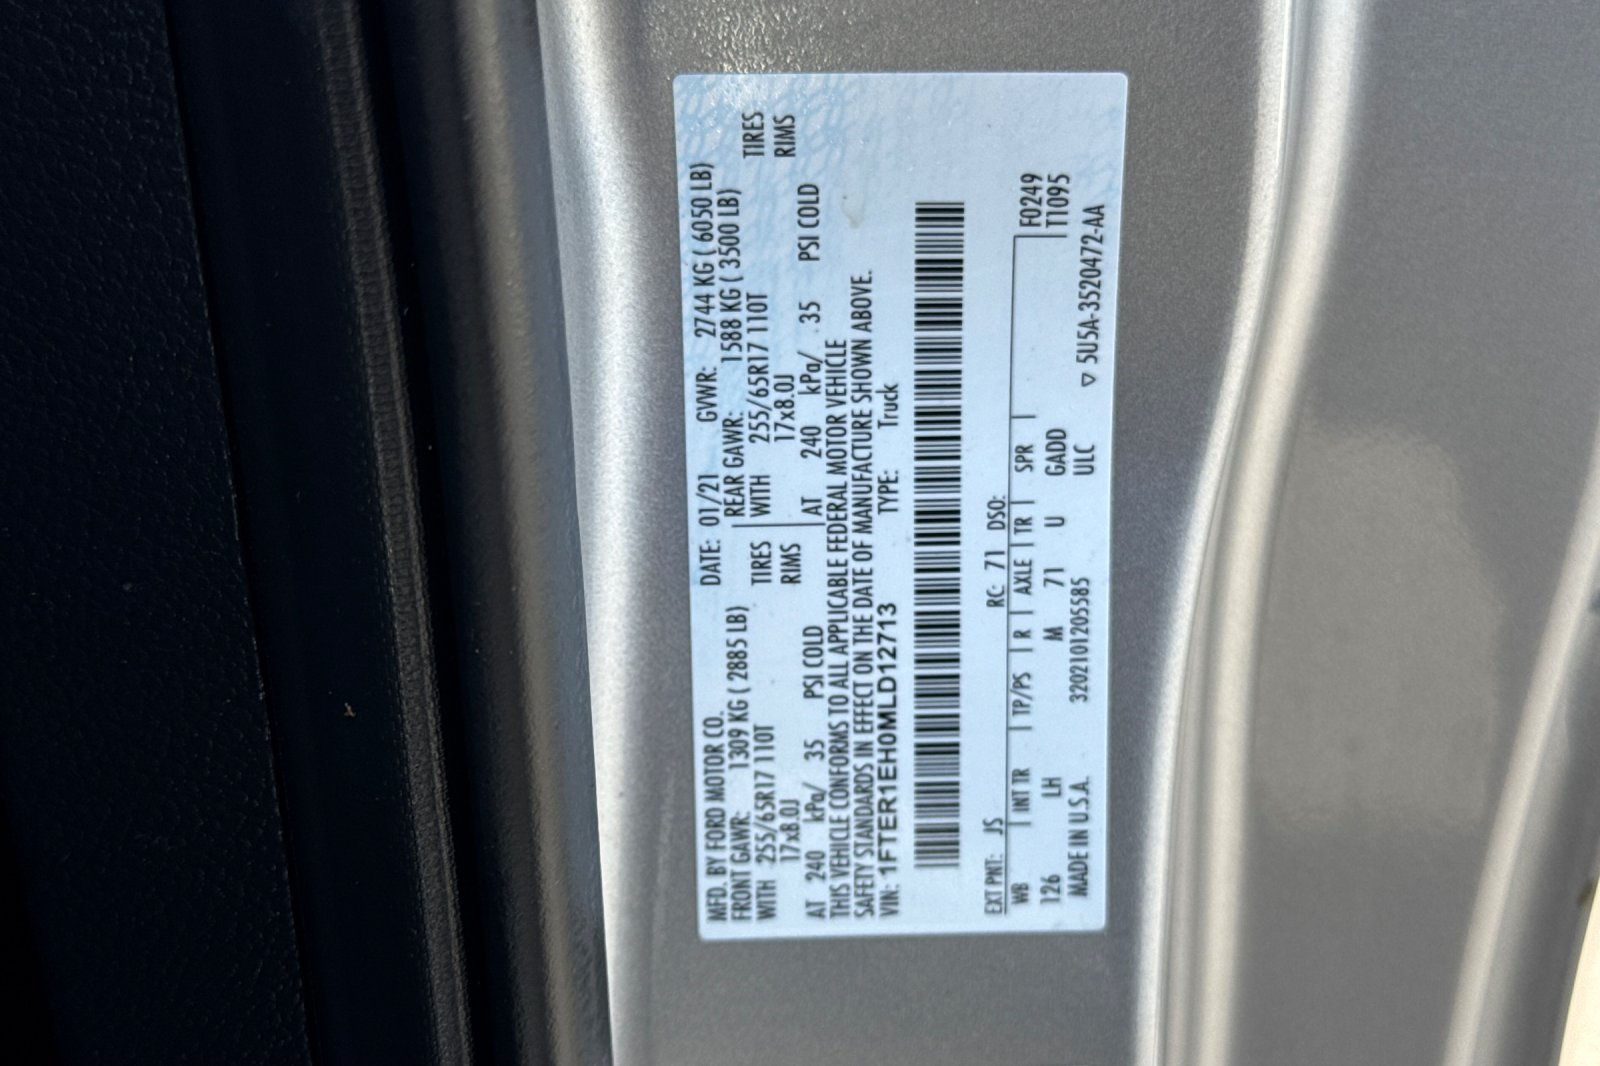 MFD. BY FORD MOTOR CO. DATE: 01/21 GVWR: 2744 KG ( 6050 LB)
FRONT GAWR: 1309 KG ( 2885 LB) REAR GAWR: 1588 KG ( 3500 LB)
WITH 255/65R17 110T TIRES WITH 255/65R17 110T TIRES
17x8.0J RIMS 17x8.0J RIMS
AT 240 kPa/ 35 PSI COLD AT 240 kPa/ 35 PSI COLD
THIS VEHICLE CONFORMS TO ALL APPLICABLE FEDERAL MOTOR VEHICLE
SAFETY STANDARDS IN EFFECT ON THE DATE OF MANUFACTURE SHOWN ABOVE.
VIN: 1FTER1EH0MLD12713 TYPE: Truck
EXT PNT: JS RC: 71 DSO:
WB | INT TR | TP/PS | R | AXLE | TR | SPR | F0249
126 LH M 71 U GADD T1095
MADE IN U.S.A. 320210120S585 ULC ▽ 5U5A-3520472-AA